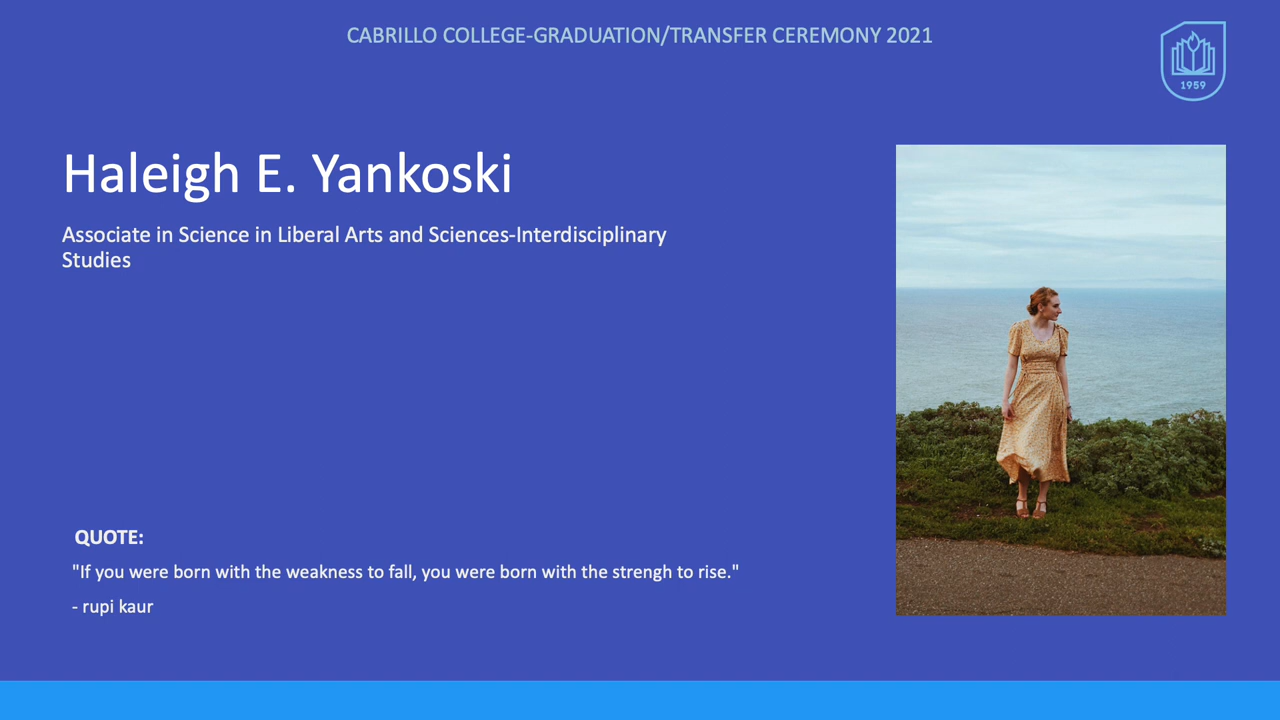 CABRILLO COLLEGE-GRADUATION/TRANSFER CEREMONY 2021
1959
Haleigh E. Yankoski
Associate in Science in Liberal Arts and Sciences-Interdisciplinary
Studies
QUOTE:
"If you were born with the weakness to fall, you were born with the strengh to rise."
- rupi kaur